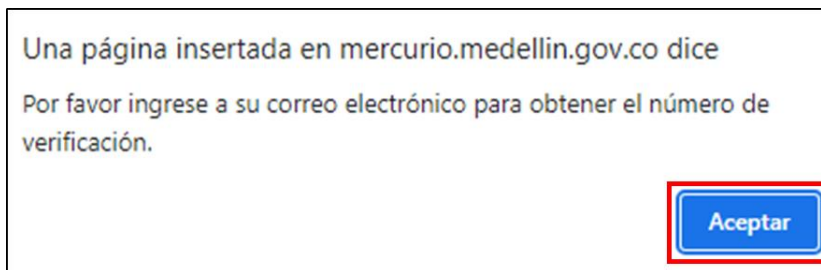 Una página insertada en mercurio.medellin.gov.co dice
Por favor ingrese a su correo electrónico para obtener el número de
verificación.
Aceptar